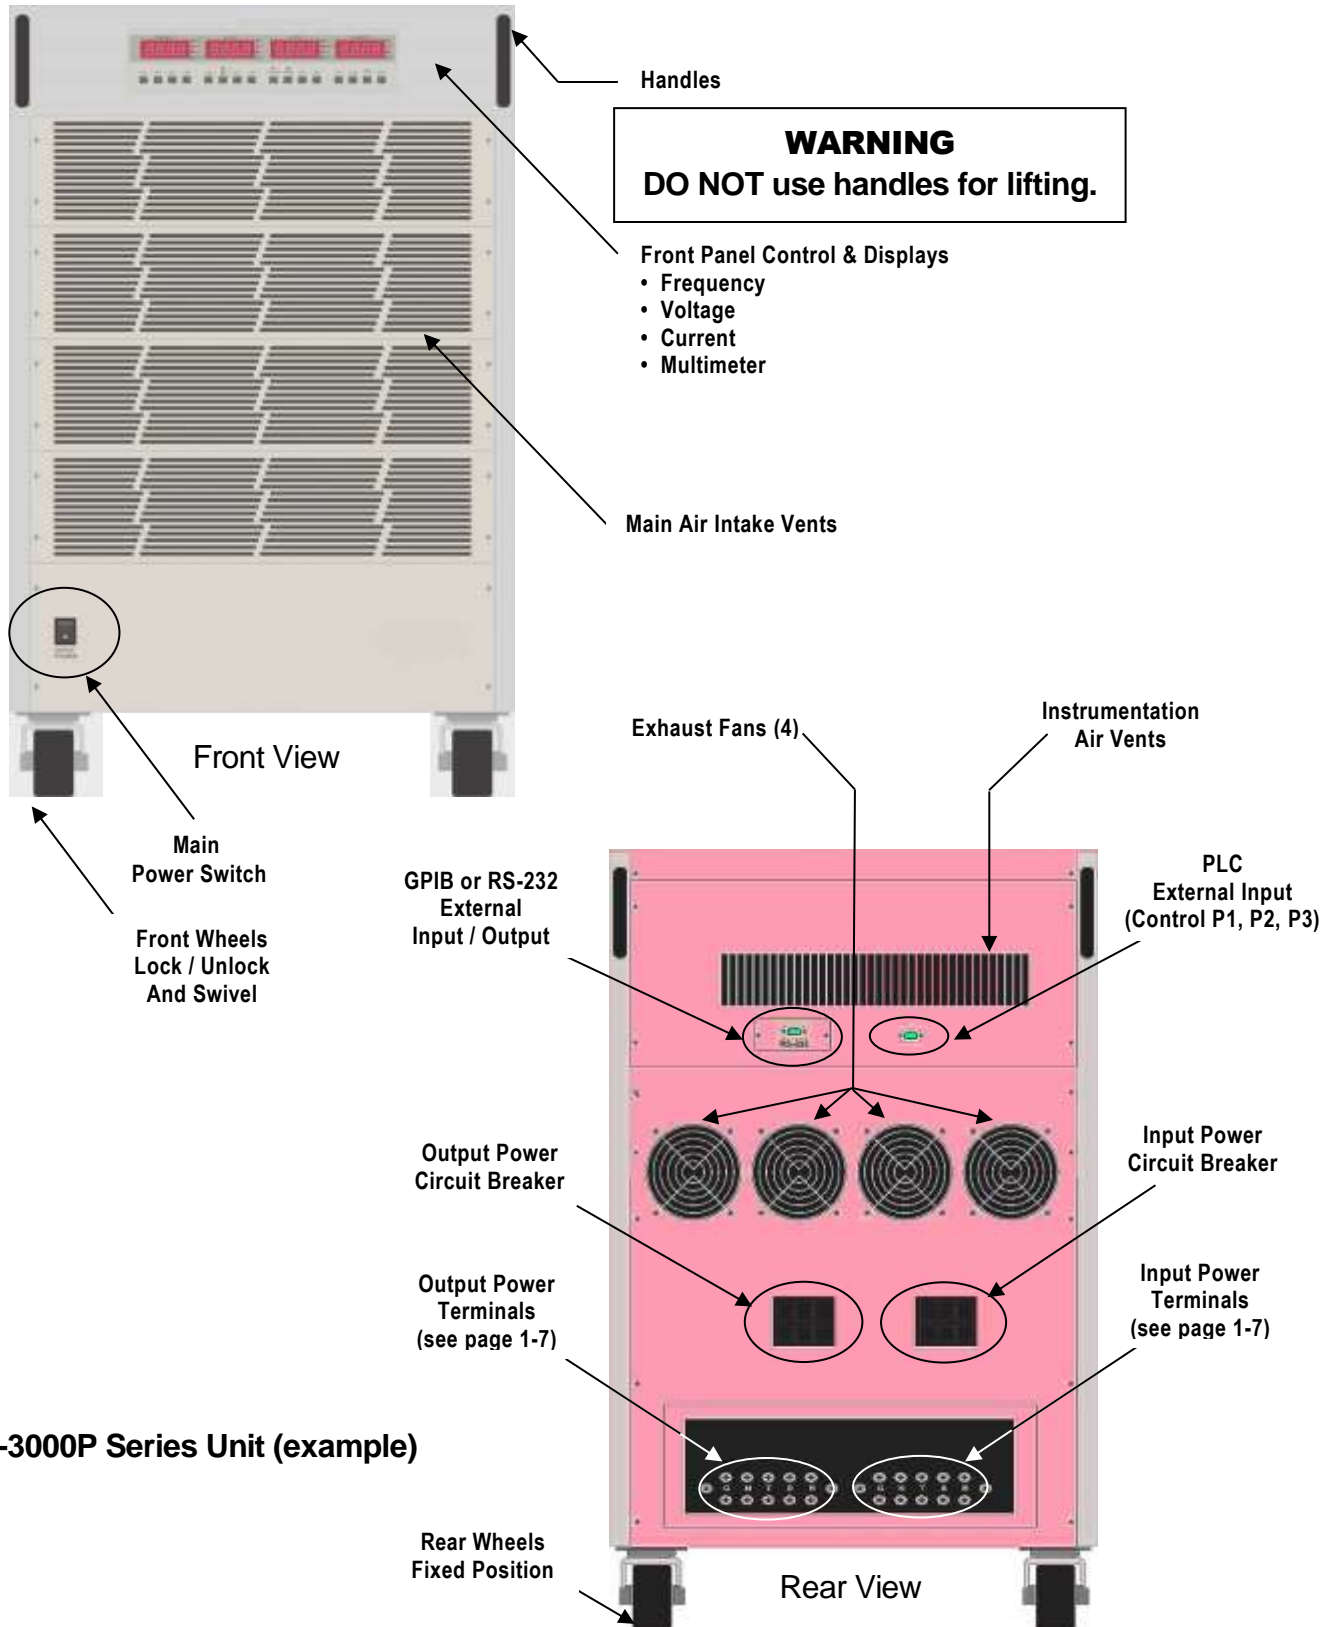 Handles
WARNING
DO NOT use handles for lifting.
Front Panel Control & Displays
• Frequency
• Voltage
• Current
• Multimeter
Main Air Intake Vents
Front View
Main
Power Switch
Front Wheels
Lock / Unlock
And Swivel
Exhaust Fans (4)
Instrumentation
Air Vents
GPIB or RS-232
External
Input / Output
PLC
External Input
(Control P1, P2, P3)
RS-232
Output Power
Circuit Breaker
Input Power
Circuit Breaker
Output Power
Terminals
(see page 1-7)
Input Power
Terminals
(see page 1-7)
-3000P Series Unit (example)
Rear Wheels
Fixed Position
Rear View